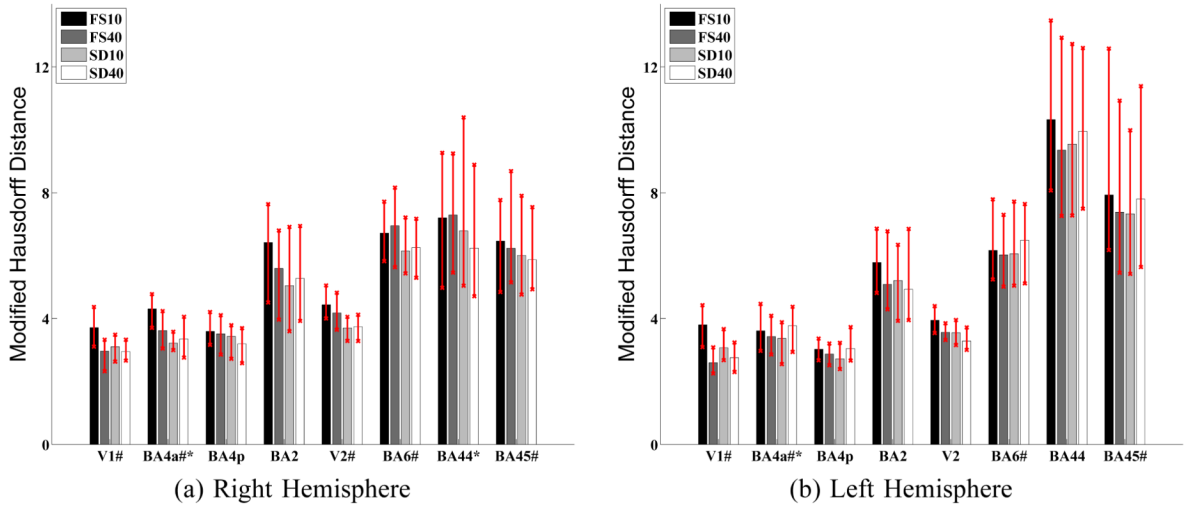 FS10
FS40
SD10
SD40
Modified Hausdorff Distance
12
8
4
0
V1# BA4a#* BA4p BA2 V2# BA6# BA44* BA45#
(a) Right Hemisphere
FS10
FS40
SD10
SD40
Modified Hausdorff Distance
12
8
4
0
V1# BA4a#* BA4p BA2 V2 BA6# BA44 BA45#
(b) Left Hemisphere